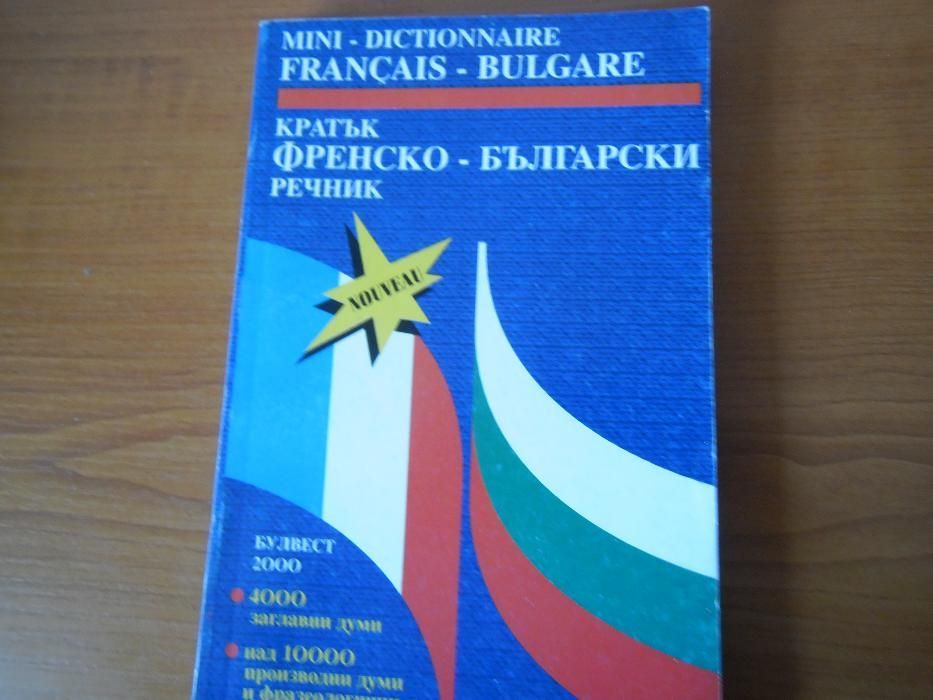 MINI - DICTIONNAIRE
FRANÇAIS - BULGARE
КРАТЪК
ФРЕНСКО - БЪЛГАРСКИ
РЕЧНИК
NOUVEAU
БУЛВЕСТ
2000
4000
заглавни думи
над 10000
производни думи
и